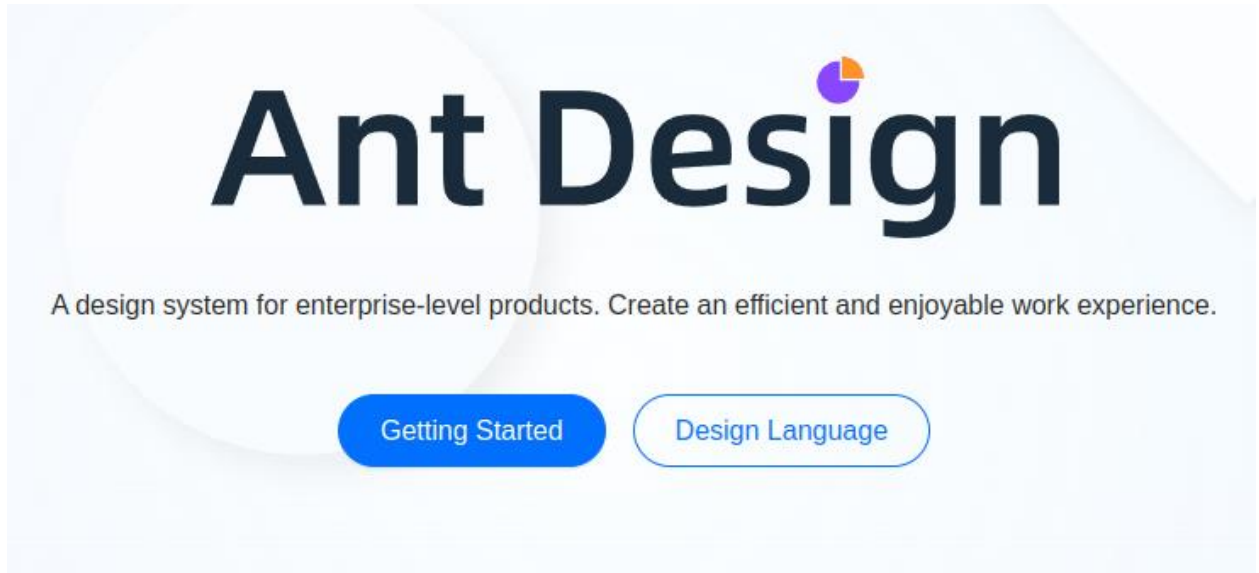 Ant Design
A design system for enterprise-level products. Create an efficient and enjoyable work experience.
Getting Started
Design Language